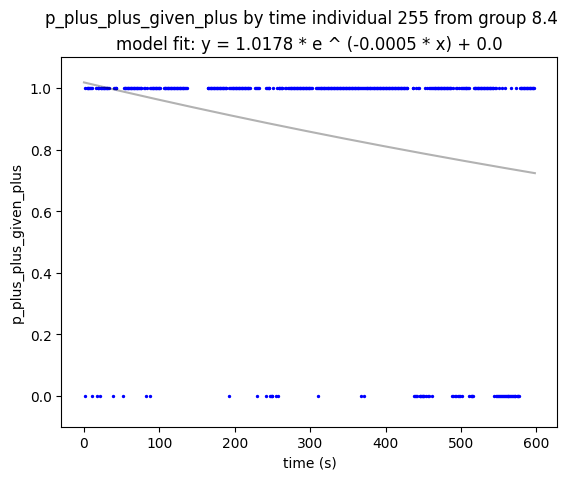 p_plus_plus_given_plus by time individual 255 from group 8.4
model fit: y = 1.0178 * e ^ (-0.0005 * x) + 0.0
1.0
0.8
0.6
0.4
0.2
0.0
p_plus_plus_given_plus
0 100 200 300 400 500 600
time (s)